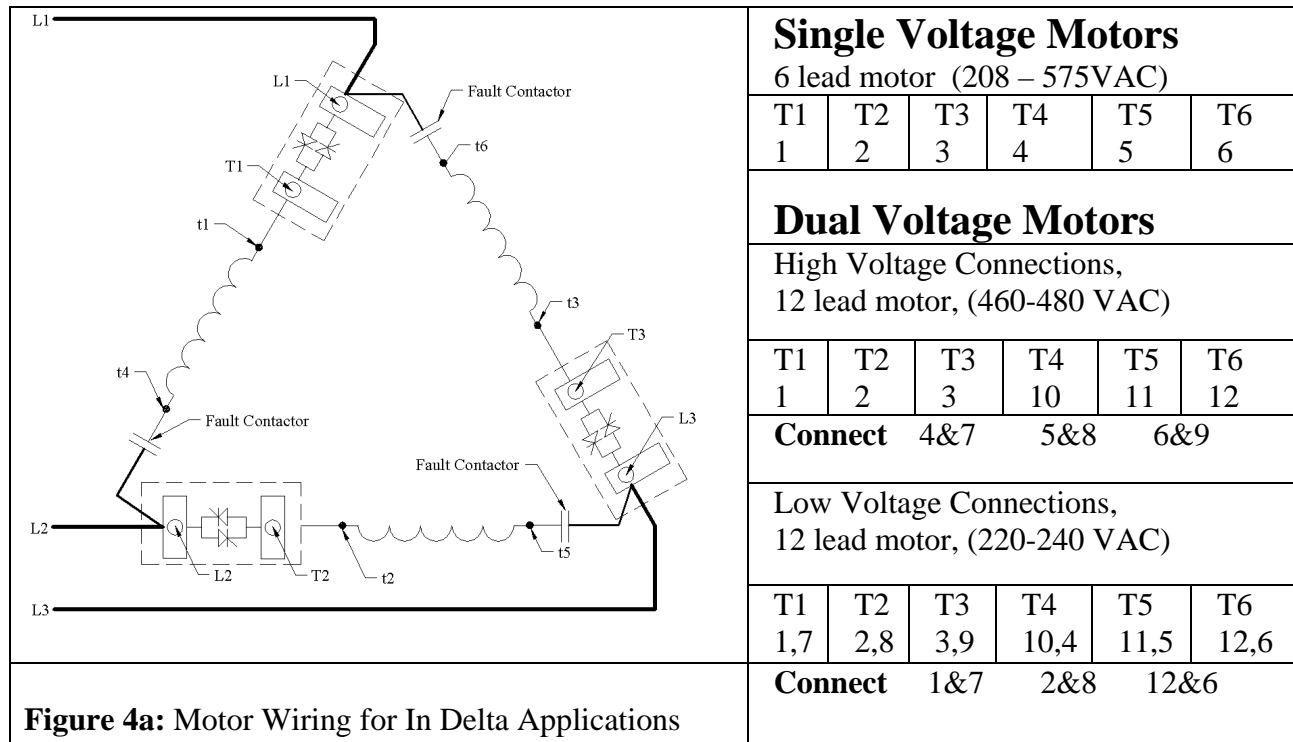 L1
L1
Fault Contactor
t6
T1
t1
t3
T3
t4
Fault Contactor
L3
Fault Contactor
L2
L2
T2
t2
t5
L3
Figure 4a: Motor Wiring for In Delta Applications
Single Voltage Motors
6 lead motor (208 – 575VAC)
T1 T2 T3 T4 T5 T6
1 2 3 4 5 6
Dual Voltage Motors
High Voltage Connections,
12 lead motor, (460-480 VAC)
T1 T2 T3 T4 T5 T6
1 2 3 10 11 12
Connect 4&7 5&8 6&9
Low Voltage Connections,
12 lead motor, (220-240 VAC)
T1 T2 T3 T4 T5 T6
1,7 2,8 3,9 10,4 11,5 12,6
Connect 1&7 2&8 12&6